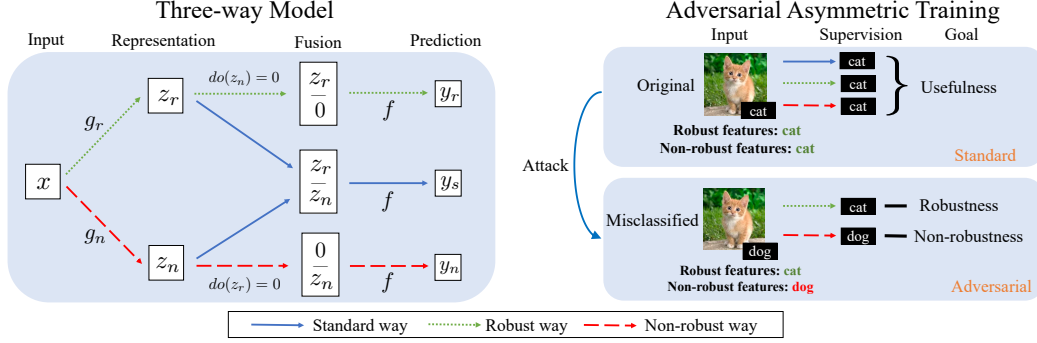 Three-way Model
Input
Representation
Fusion
Prediction
x
g_r
g_n
z_r
z_n
do(z_n) = 0
do(z_r) = 0
z_r
0
z_r
z_n
0
z_n
f
f
f
y_r
y_s
y_n
Adversarial Asymmetric Training
Input
Supervision
Goal
Original
cat
cat
cat
cat
Usefulness
Robust features: cat
Non-robust features: cat
Standard
Attack
Misclassified
dog
cat
dog
Robustness
Non-robustness
Robust features: cat
Non-robust features: dog
Adversarial
Standard way
Robust way
Non-robust way